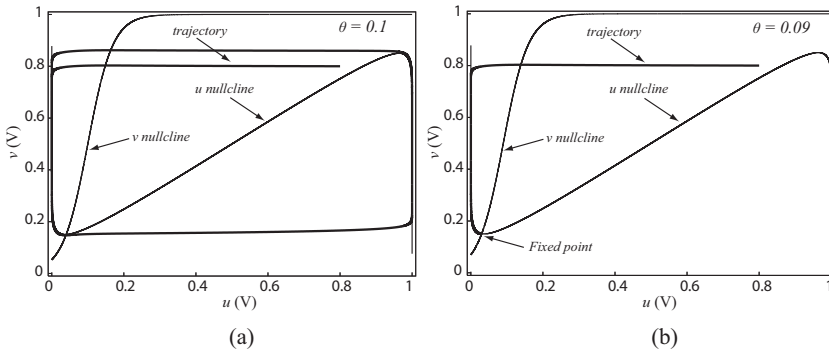 θ = 0.1
trajectory
u nullcline
v nullcline
v (V)
1
0.8
0.6
0.4
0.2
0
0
0.2
0.4
0.6
0.8
1
u (V)
(a)
θ = 0.09
trajectory
u nullcline
v nullcline
Fixed point
v (V)
1
0.8
0.6
0.4
0.2
0
0
0.2
0.4
0.6
0.8
1
u (V)
(b)